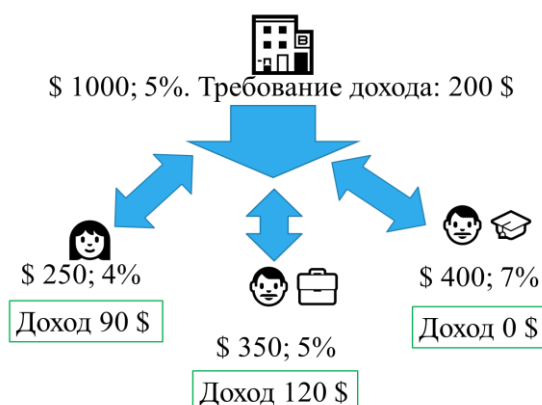 B
$ 1000; 5%. Требование дохода: 200 $
$ 250; 4%
Доход 90 $
$ 350; 5%
Доход 120 $
$ 400; 7%
Доход 0 $